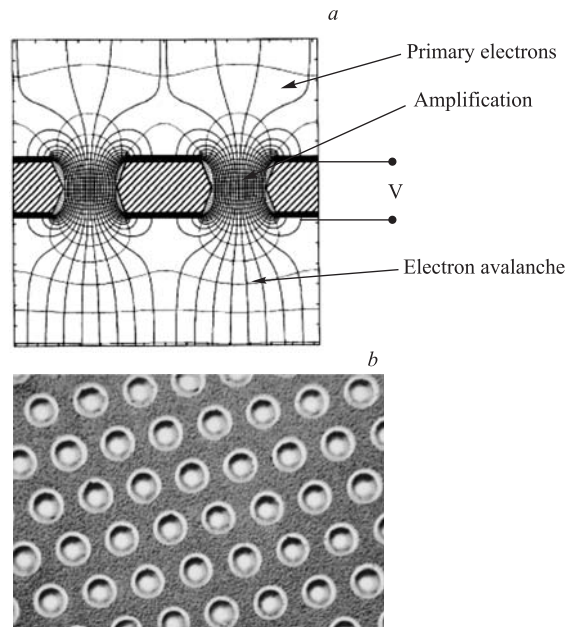 a
Primary electrons
Amplification
V
Electron avalanche
b